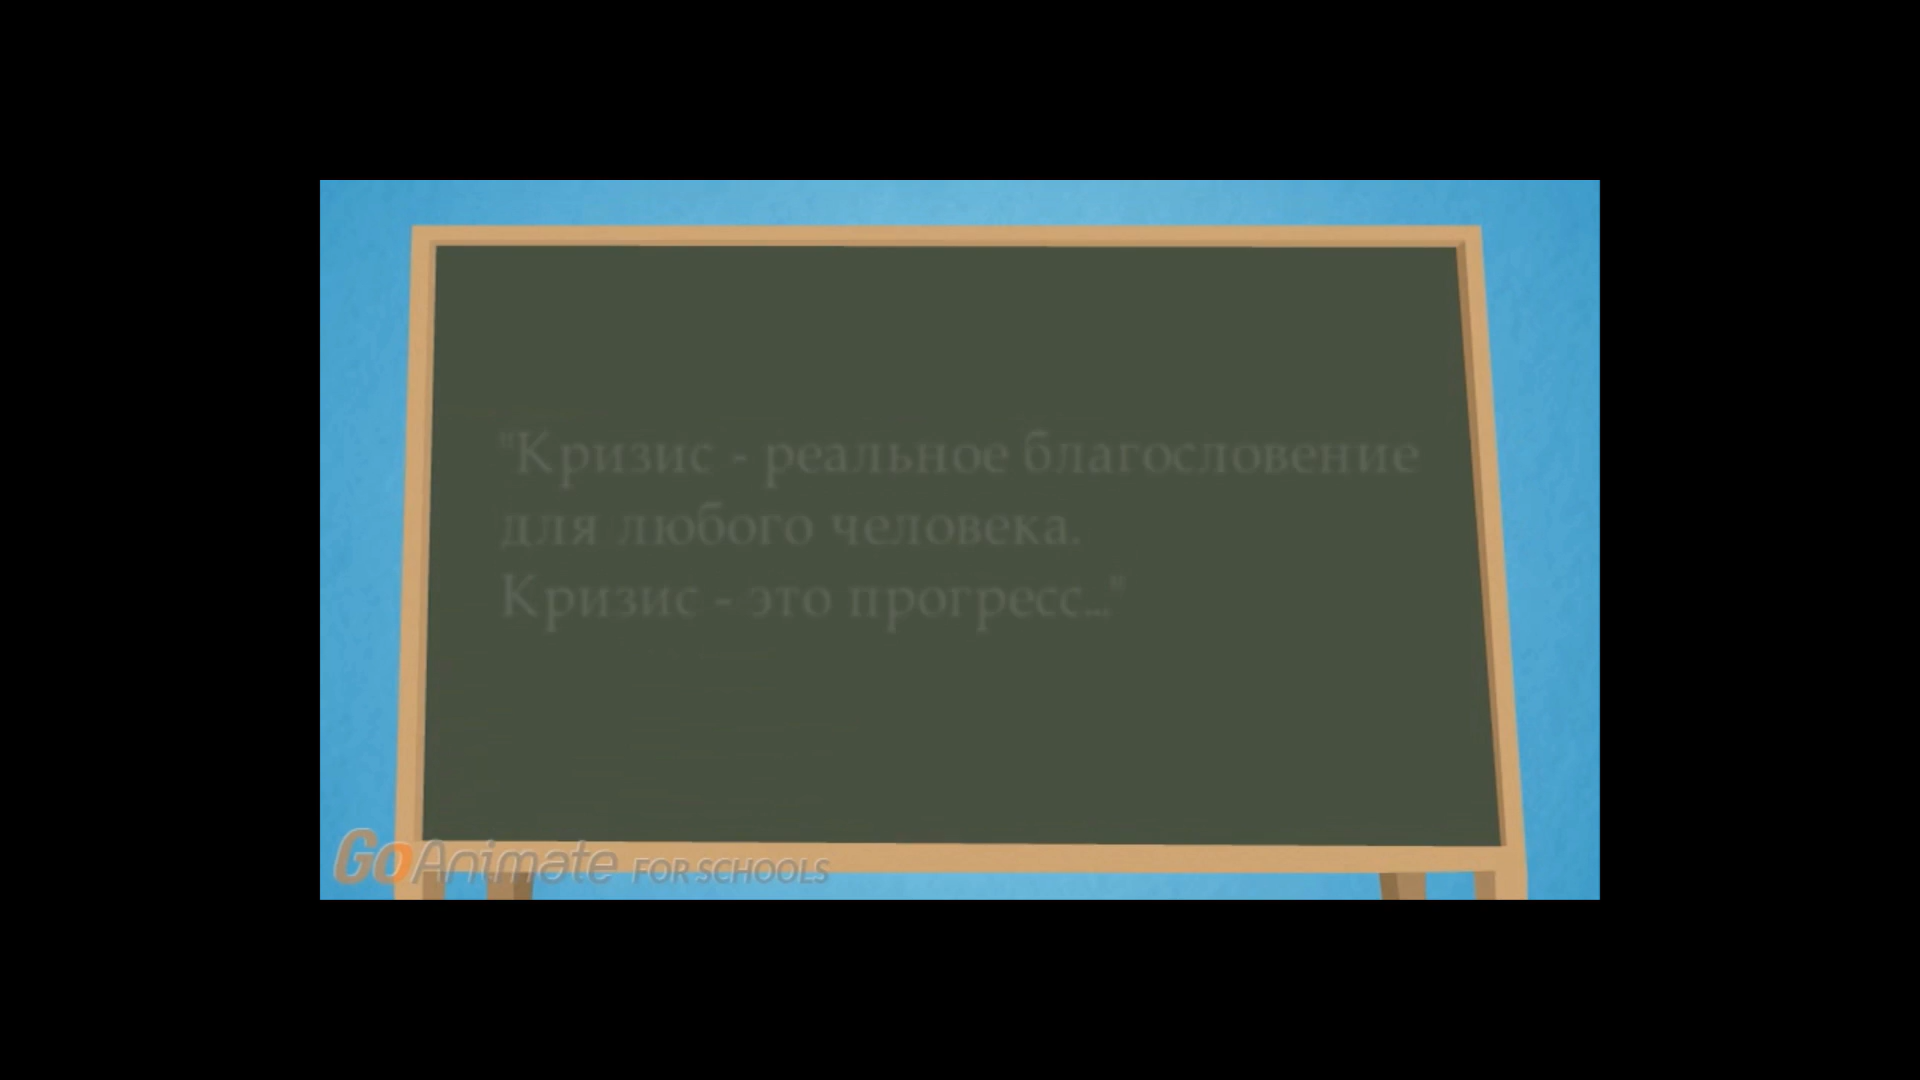 "Кризис - реальное благословение
для любого человека.
Кризис - это прогресс..."
GoAnimate FOR SCHOOLS